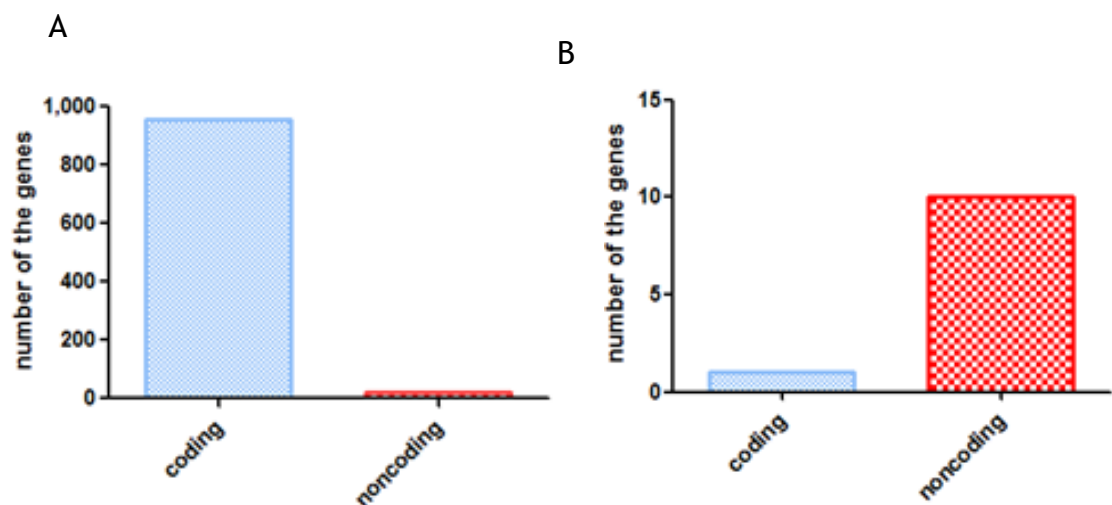 A
B
number of the genes
1,000
800
600
400
200
0
coding
noncoding
number of the genes
15
10
5
0
coding
noncoding